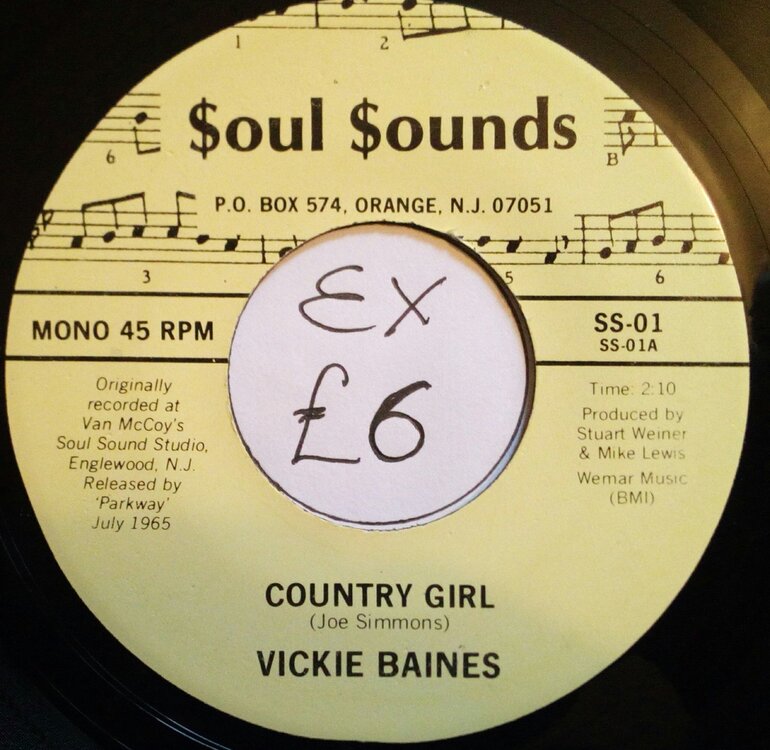 1 2
6 $oul $ounds B
P.O. BOX 574, ORANGE, N.J. 07051
3 5 6
MONO 45 RPM
EX
£6
SS-01
SS-01A
Originally
recorded at
Van McCoy's
Soul Sound Studio,
Englewood, N.J.
Released by
'Parkway'
July 1965
Time: 2:10
Produced by
Stuart Weiner
& Mike Lewis
Wemar Music
(BMI)
COUNTRY GIRL
(Joe Simmons)
VICKIE BAINES